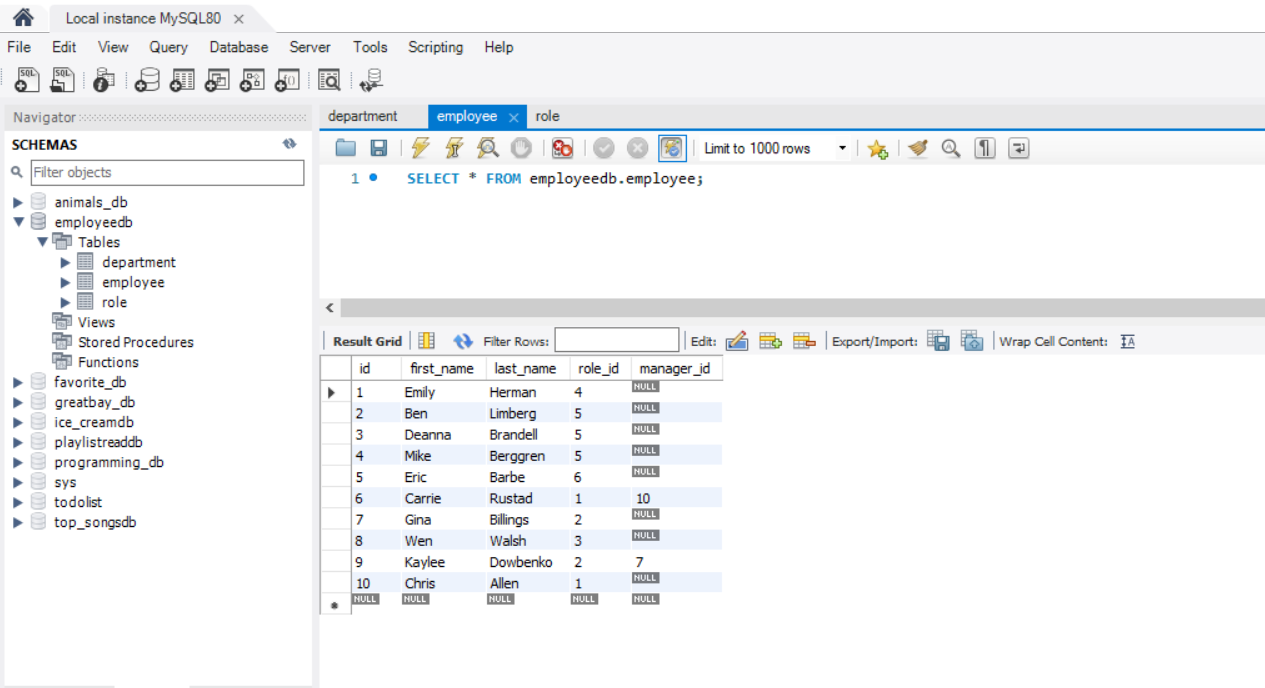 Local instance MySQL80
File Edit View Query Database Server Tools Scripting Help
Navigator
SCHEMAS
Filter objects
animals_db
employeedb
Tables
department
employee
role
Views
Stored Procedures
Functions
favorite_db
greatbay_db
ice_creamdb
playlistreaddb
programming_db
sys
todolist
top_songsdb
department employee role
Limit to 1000 rows
1 SELECT * FROM employeedb.employee;
Result Grid Filter Rows: Edit: Export/Import: Wrap Cell Content: IA
id first_name last_name role_id manager_id
1 Emily Herman 4 NULL
2 Ben Limberg 5 NULL
3 Deanna Brandell 5 NULL
4 Mike Berggren 5 NULL
5 Eric Barbe 6 NULL
6 Carrie Rustad 1 10
7 Gina Billings 2 NULL
8 Wen Walsh 3 NULL
9 Kaylee Dowbenko 2 7
10 Chris Allen 1 NULL
NULL NULL NULL NULL NULL